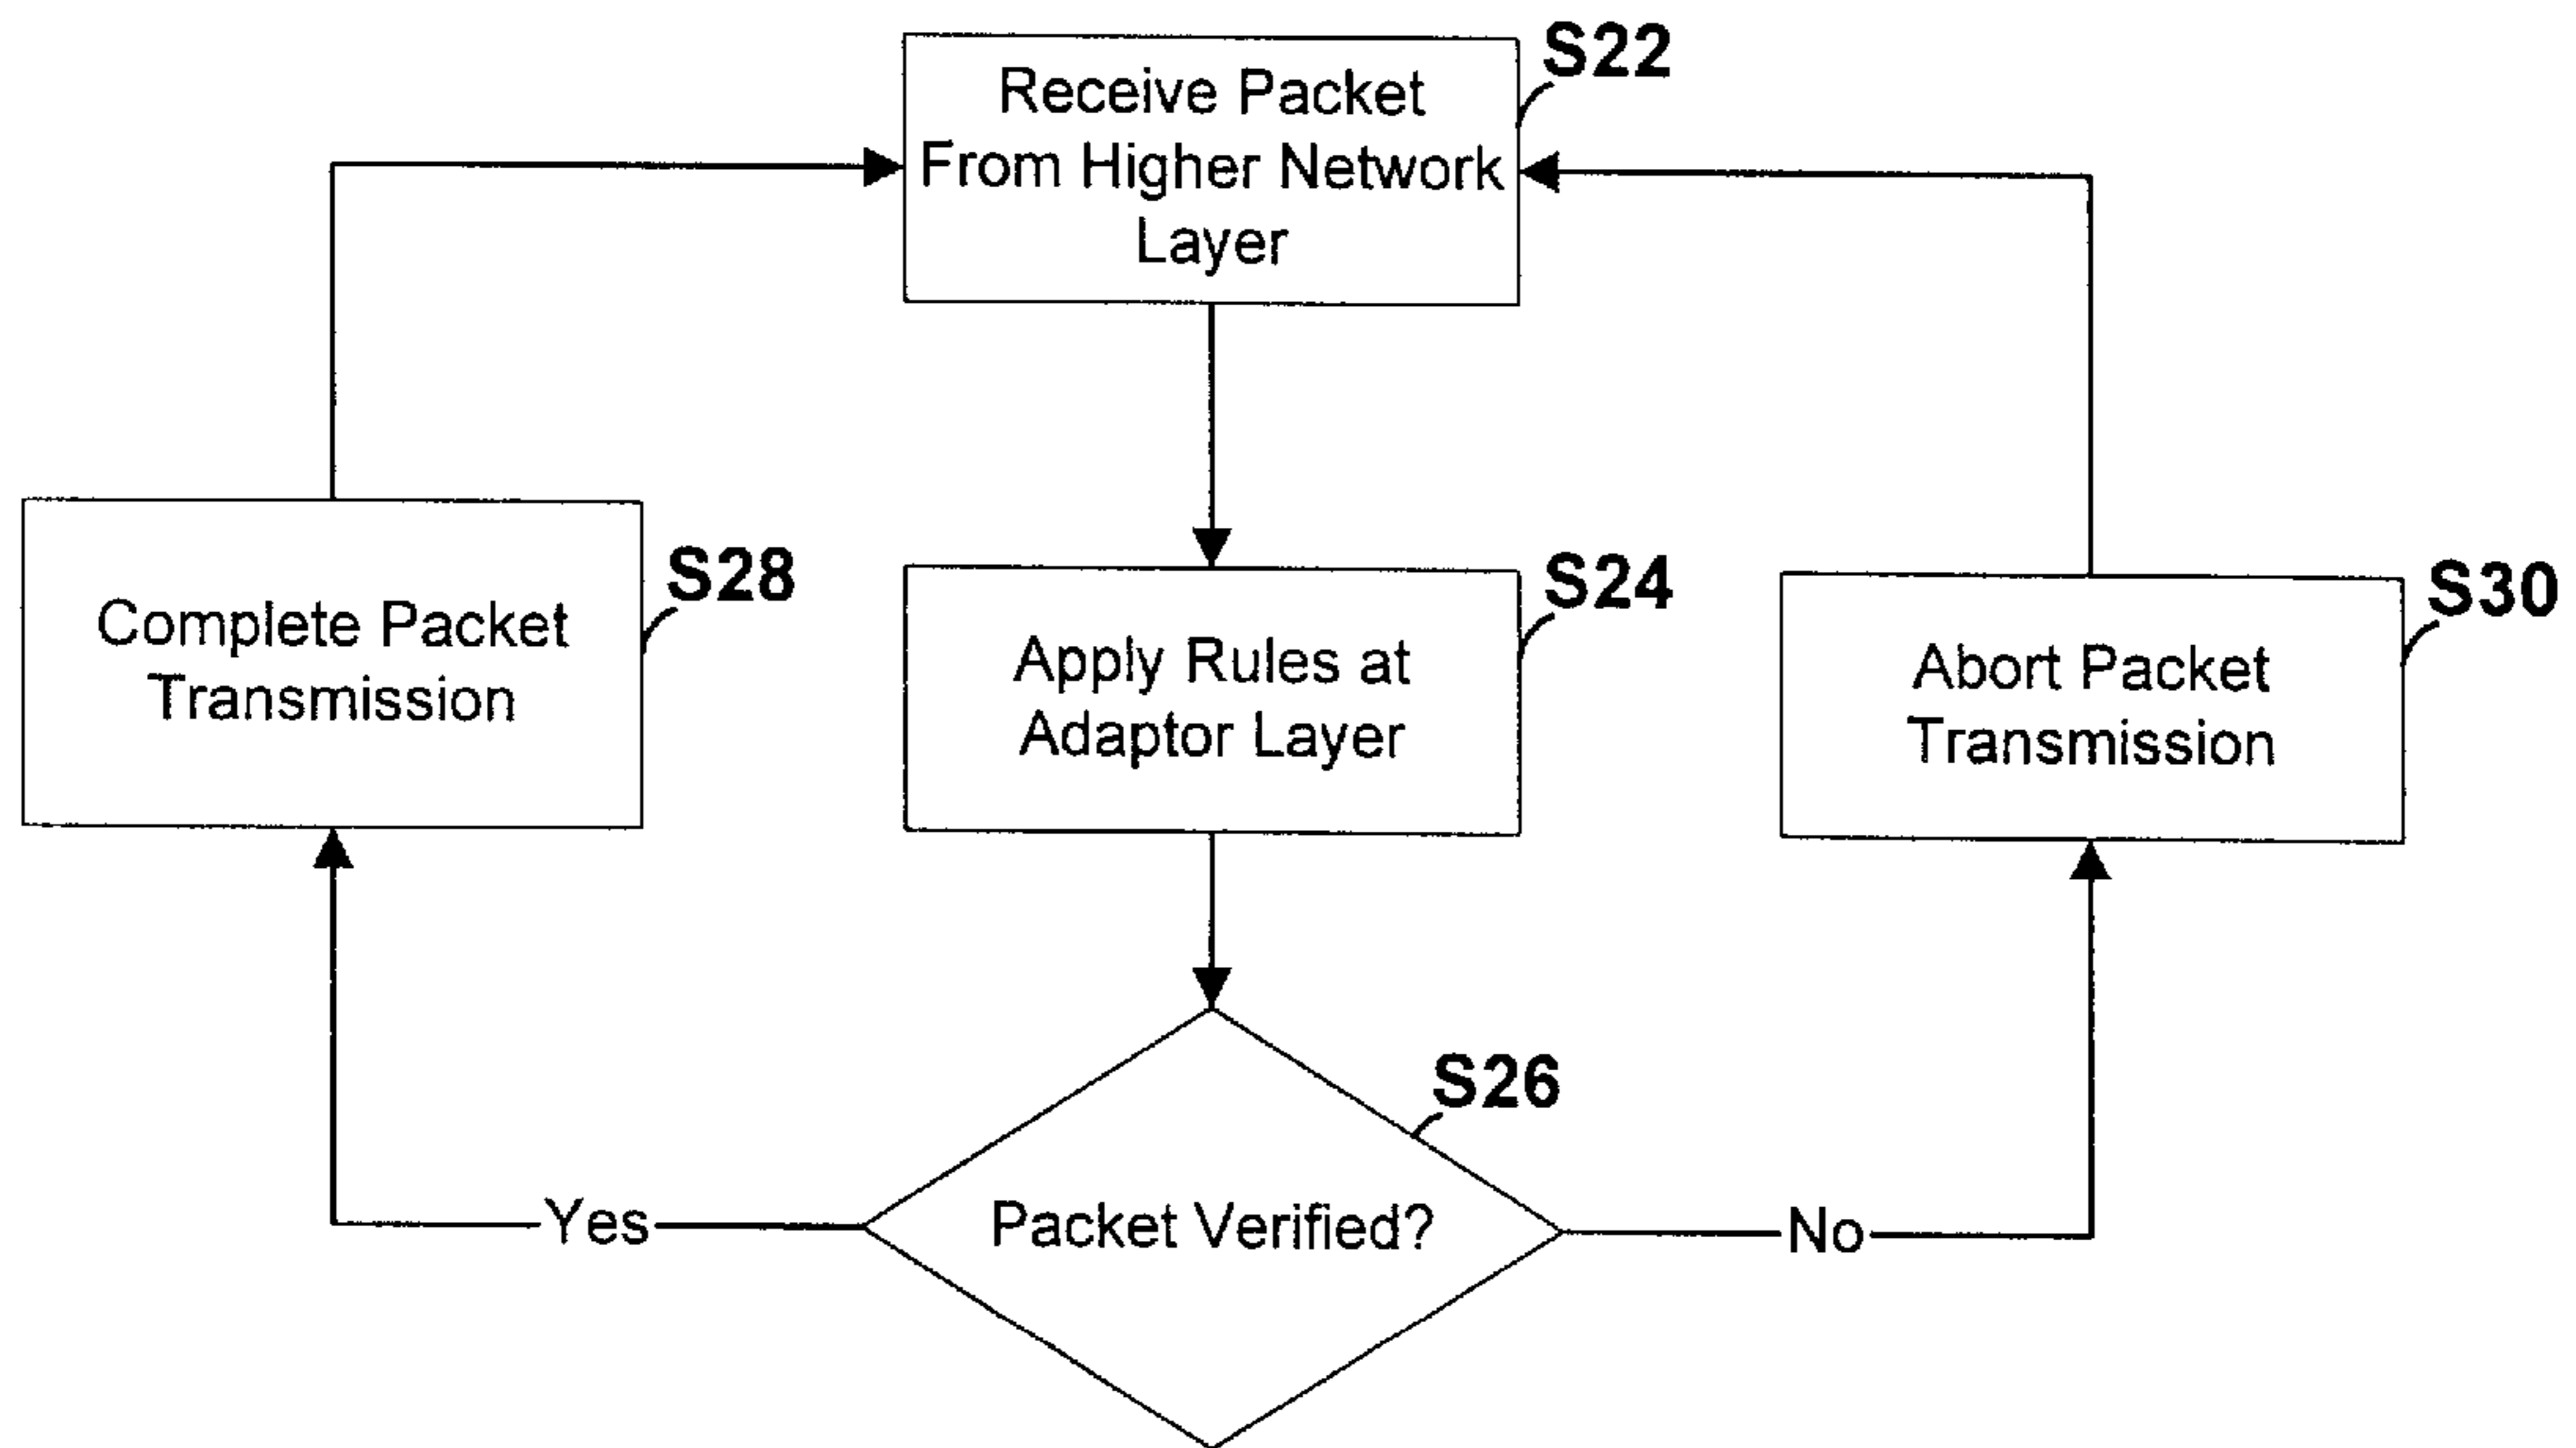 S22
Receive Packet
From Higher Network
Layer
S28
Complete Packet
Transmission
S24
Apply Rules at
Adaptor Layer
S30
Abort Packet
Transmission
S26
Packet Verified?
Yes
No